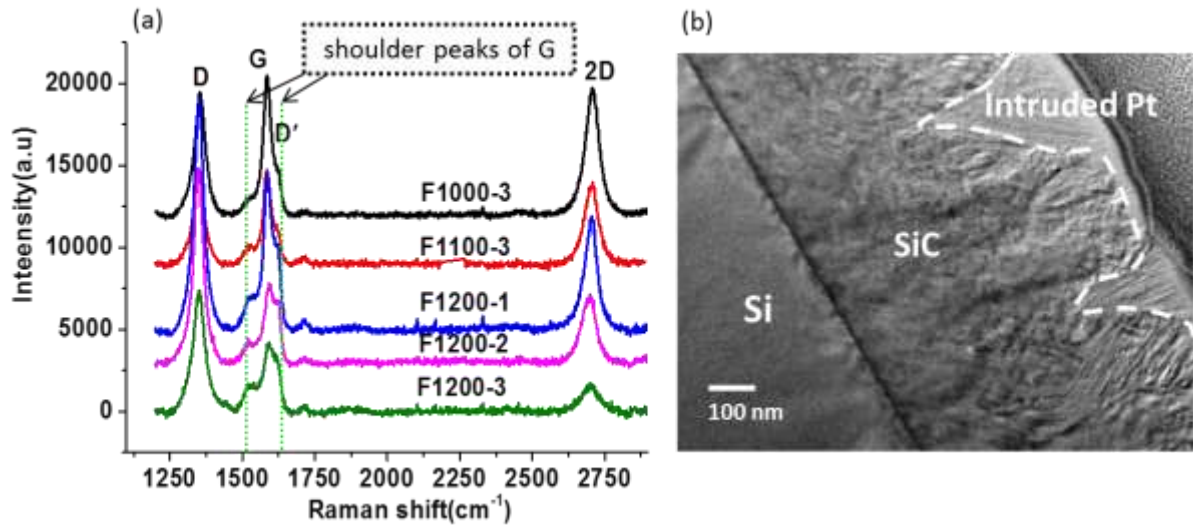 (a)
shoulder peaks of G
D
G
D'
2D
F1000-3
F1100-3
F1200-1
F1200-2
F1200-3
20000
15000
10000
5000
0
Inteensity(a.u)
1250 1500 1750 2000 2250 2500 2750
Raman shift(cm⁻¹)
(b)
Intruded Pt
SiC
Si
100 nm